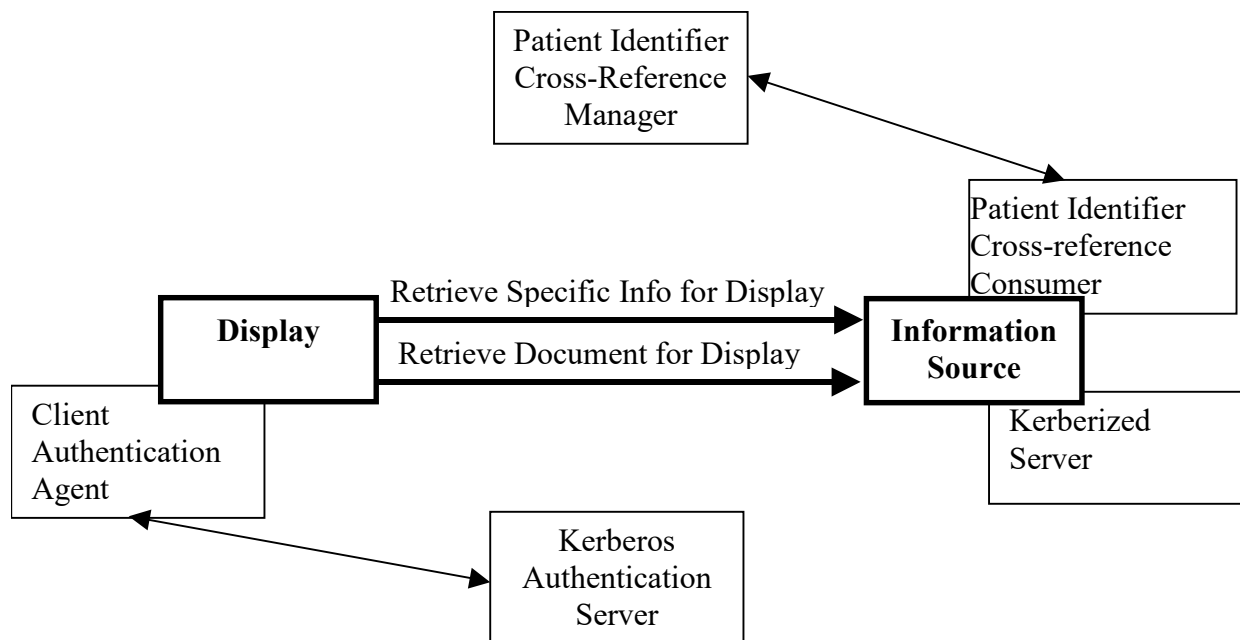 Patient Identifier
Cross-Reference
Manager
Patient Identifier
Cross-reference
Consumer
Retrieve Specific Info for Display
Display
Information
Source
Retrieve Document for Display
Client
Authentication
Agent
Kerberized
Server
Kerberos
Authentication
Server